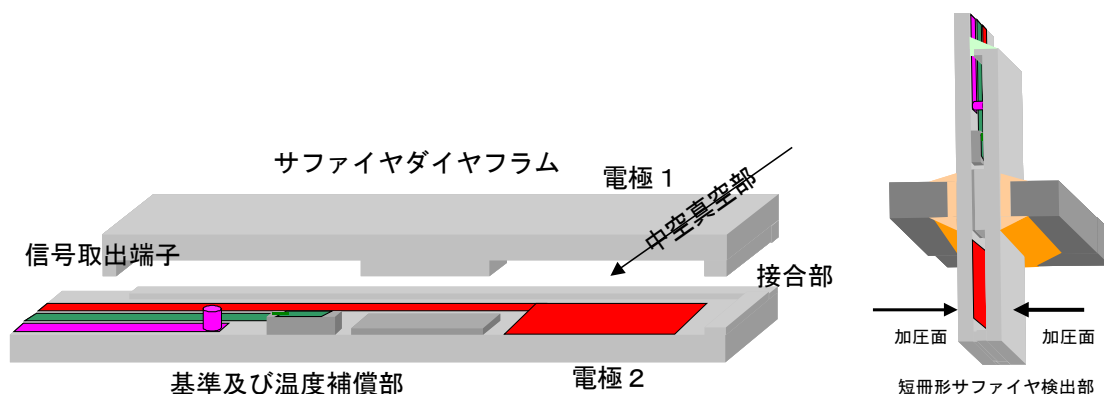 サファイヤダイヤフラム
電極１
中空真空部
信号取出端子
接合部
基準及び温度補償部
電極２
加圧面
加圧面
短冊形サファイヤ検出部